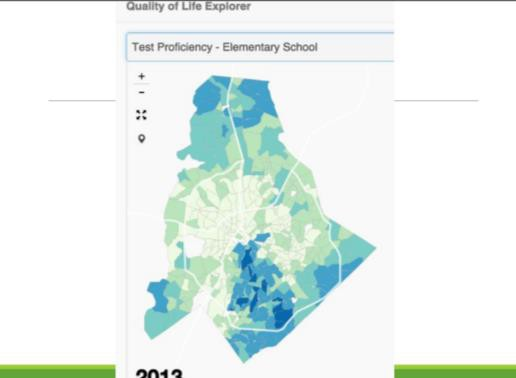 Quality of Life Explorer
Test Proficiency - Elementary School
+
-
2013